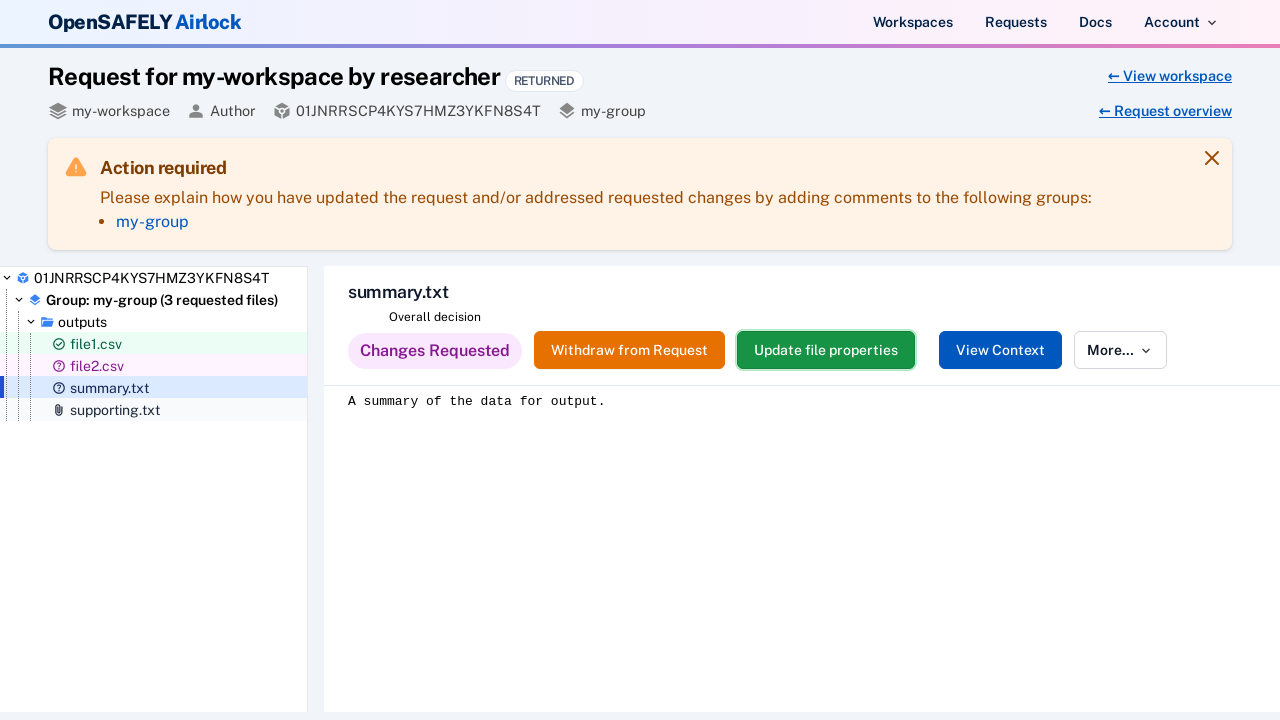 OpenSAFELY Airlock
Workspaces
Requests
Docs
Account
Request for my-workspace by researcher
RETURNED
← View workspace
my-workspace
Author
01JNRRSCP4KYS7HMZ3YKFN8S4T
my-group
← Request overview
Action required
Please explain how you have updated the request and/or addressed requested changes by adding comments to the following groups:
my-group
01JNRRSCP4KYS7HMZ3YKFN8S4T
Group: my-group (3 requested files)
outputs
file1.csv
file2.csv
summary.txt
supporting.txt
summary.txt
Overall decision
Changes Requested
Withdraw from Request
Update file properties
View Context
More...
A summary of the data for output.